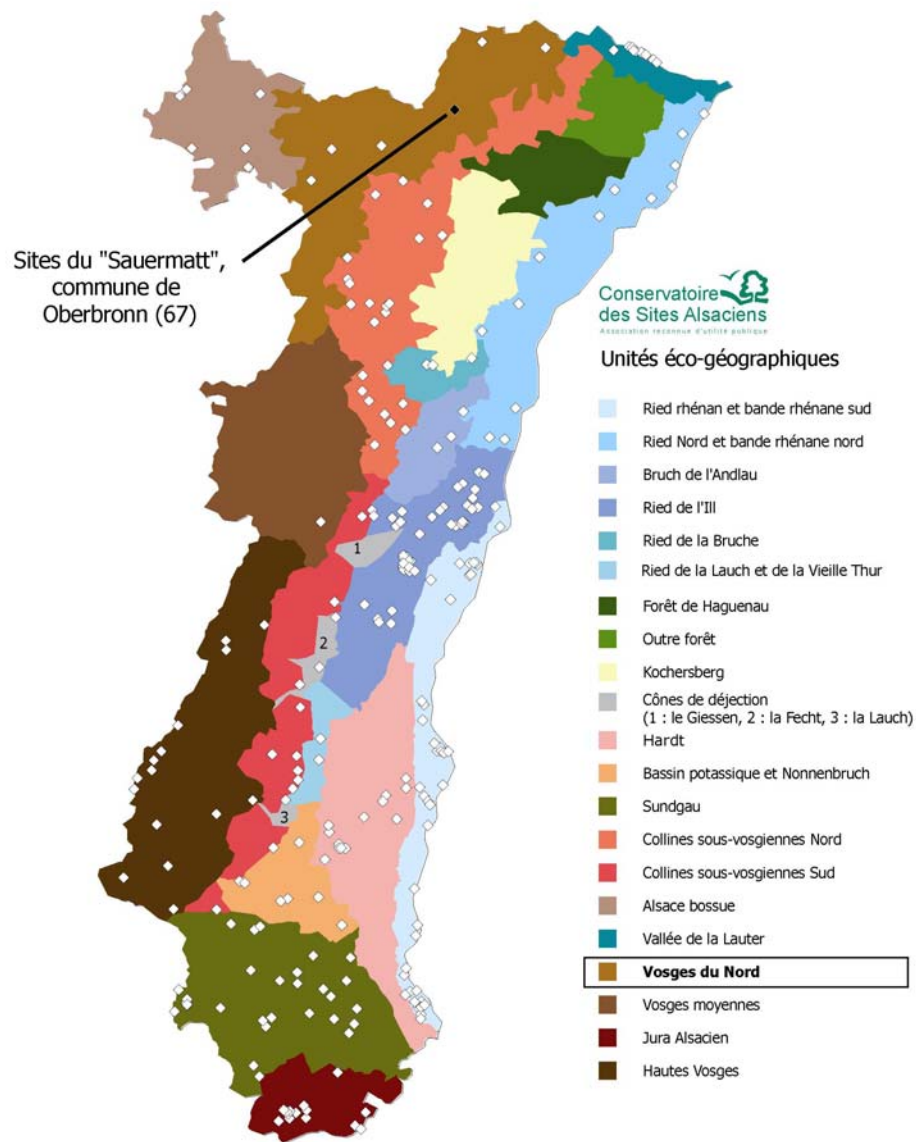 Sites du "Sauermatt",
commune de
Oberbronn (67)
Conservatoire
des Sites Alsaciens
Association reconnue d'utilité publique
Unités éco-géographiques
Ried rhénan et bande rhénane sud
Ried Nord et bande rhénane nord
Bruch de l'Andlau
Ried de l'Ill
Ried de la Bruche
Ried de la Lauch et de la Vieille Thur
Forêt de Haguenau
Outre forêt
Kochersberg
Cônes de déjection
(1 : le Giessen, 2 : la Fecht, 3 : la Lauch)
Hardt
Bassin potassique et Nonnenbruch
Sundgau
Collines sous-vosgiennes Nord
Collines sous-vosgiennes Sud
Alsace bossue
Vallée de la Lauter
Vosges du Nord
Vosges moyennes
Jura Alsacien
Hautes Vosges
1
2
3